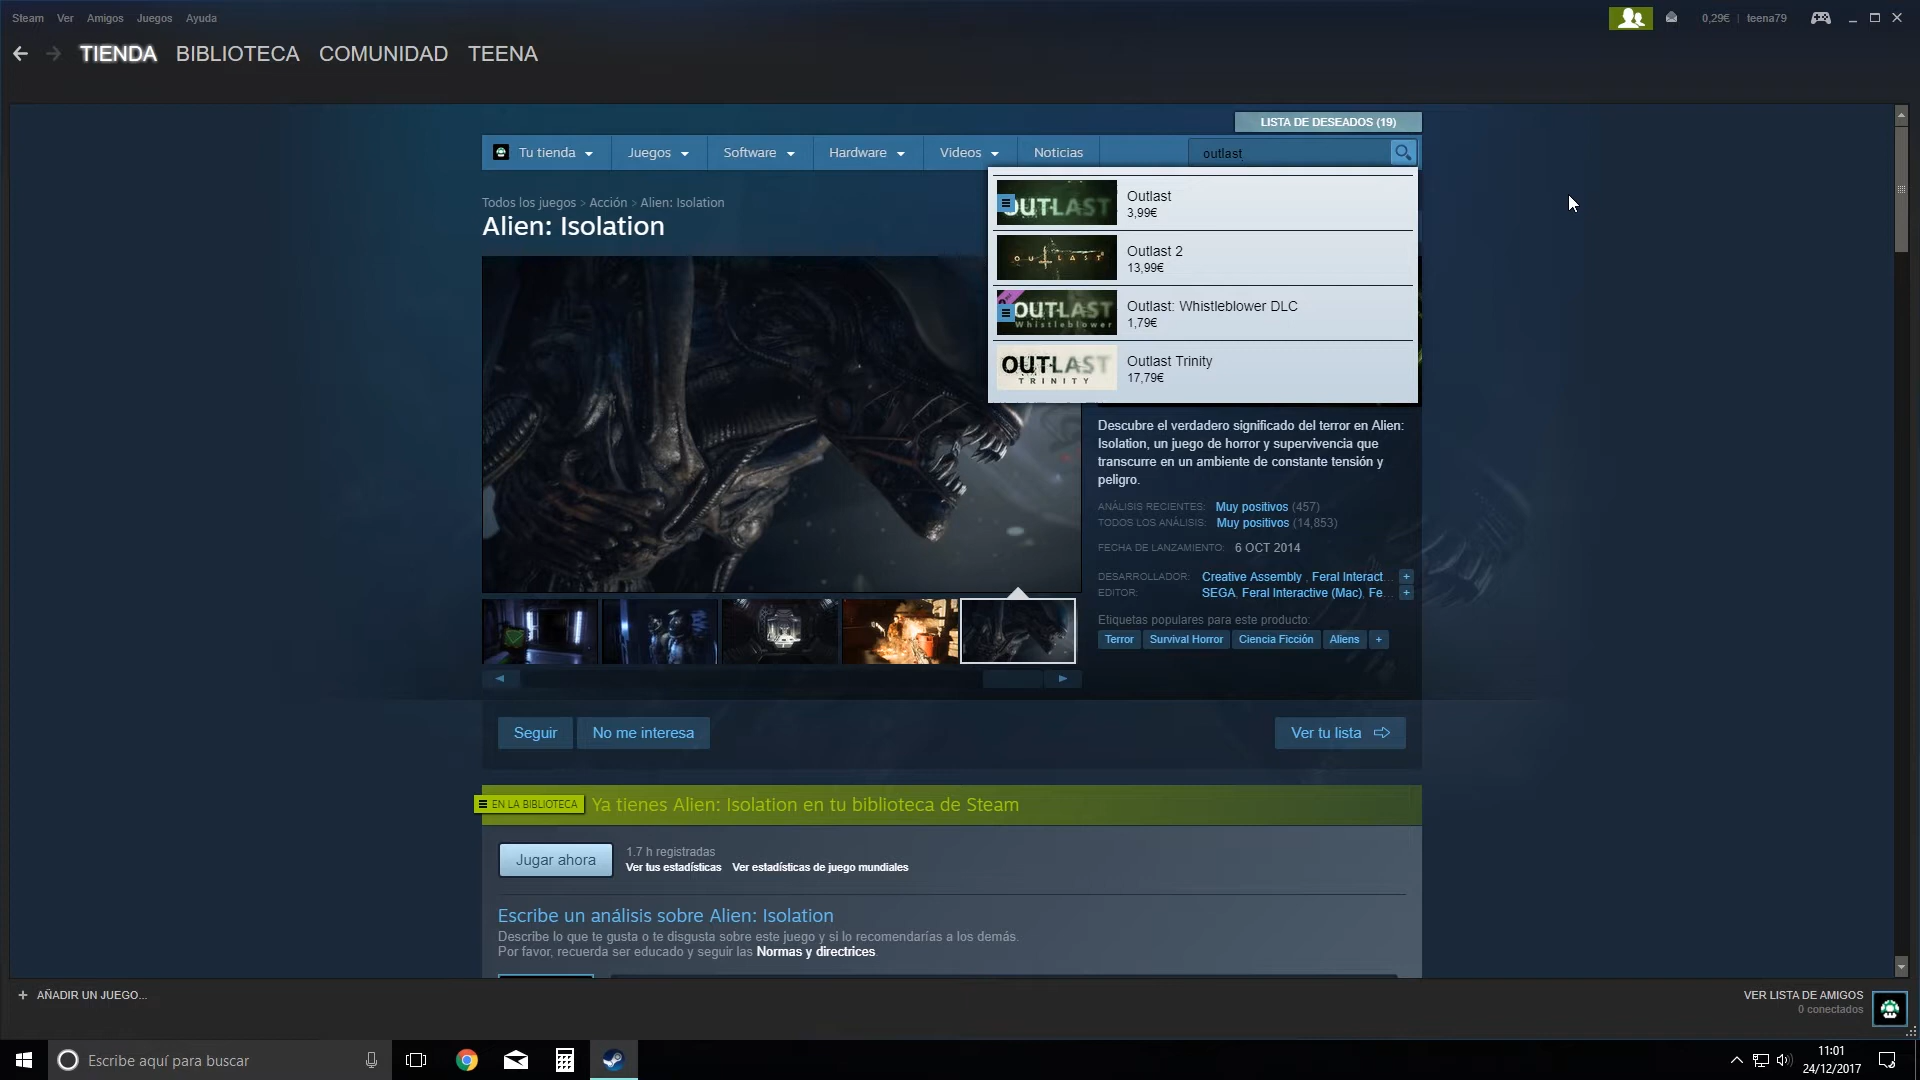 Steam Ver Amigos Juegos Ayuda
0,29€ | teena79
TIENDA BIBLIOTECA COMUNIDAD TEENA
LISTA DE DESEADOS (19)
Tu tienda Juegos Software Hardware Videos Noticias
outlast
Todos los juegos > Acción > Alien: Isolation
Alien: Isolation
OUTLAST
Outlast
3,99€
OUTLAST
Outlast 2
13,99€
OUTLAST
Whistleblower
Outlast: Whistleblower DLC
1,79€
OUTLAST
TRINITY
Outlast Trinity
17,79€
Descubre el verdadero significado del terror en Alien:
Isolation, un juego de horror y supervivencia que
transcurre en un ambiente de constante tensión y
peligro.
ANÁLISIS RECIENTES: Muy positivos (457)
TODOS LOS ANÁLISIS: Muy positivos (14,853)
FECHA DE LANZAMIENTO: 6 OCT 2014
DESARROLLADOR: Creative Assembly , Feral Interact... +
EDITOR: SEGA, Feral Interactive (Mac), Fe... +
Etiquetas populares para este producto:
Terror Survival Horror Ciencia Ficción Aliens +
Seguir No me interesa Ver tu lista
EN LA BIBLIOTECA Ya tienes Alien: Isolation en tu biblioteca de Steam
Jugar ahora
1.7 h registradas
Ver tus estadísticas Ver estadísticas de juego mundiales
Escribe un análisis sobre Alien: Isolation
Describe lo que te gusta o te disgusta sobre este juego y si lo recomendarías a los demás.
Por favor, recuerda ser educado y seguir las Normas y directrices.
+ AÑADIR UN JUEGO...
VER LISTA DE AMIGOS
0 conectados
Escribe aquí para buscar
11:01
24/12/2017